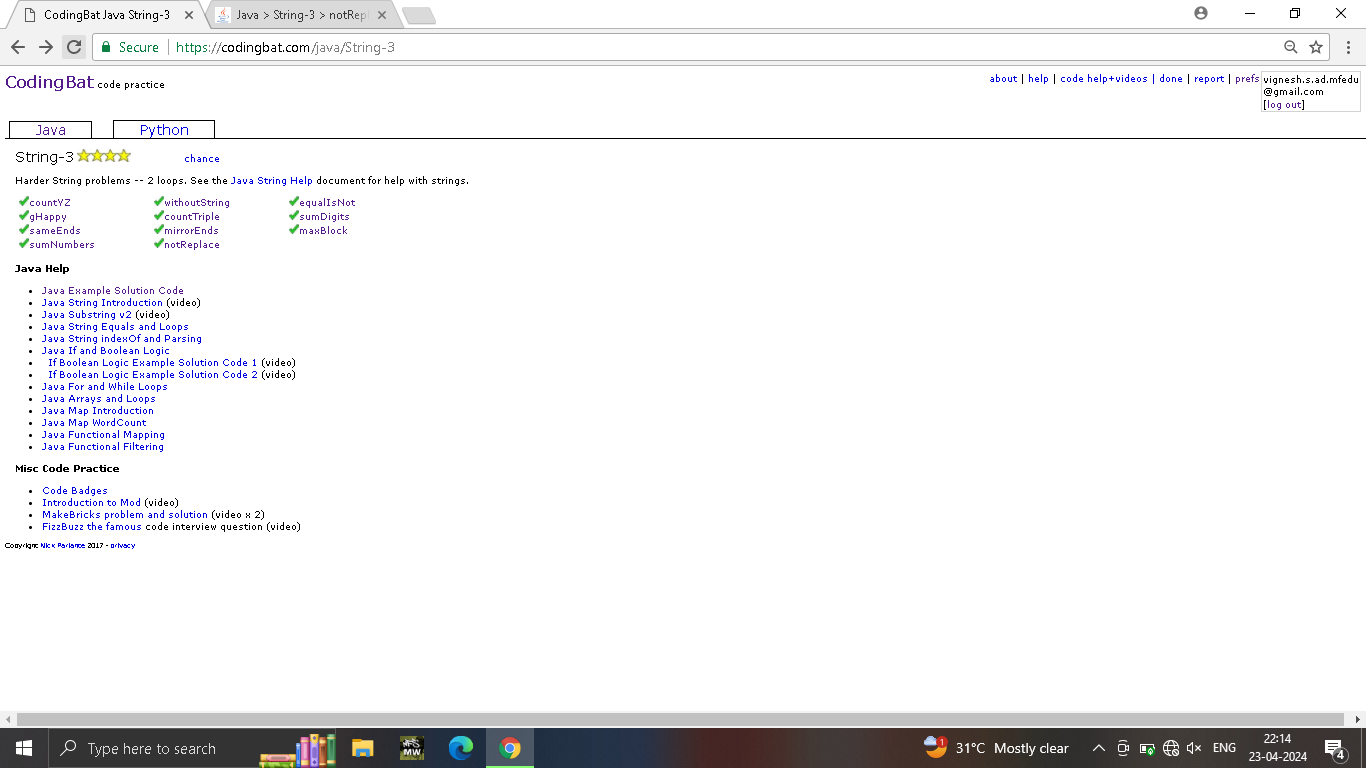 CodingBat Java String-3
Java > String-3 > notRep
Secure https://codingbat.com/java/String-3
CodingBat code practice
about | help | code help+videos | done | report | prefs
vignesh.s.ad.mfedu
@gmail.com
[log out]
Java Python
String-3 chance
Harder String problems -- 2 loops. See the Java String Help document for help with strings.
countYZ withoutString equalIsNot
gHappy countTriple sumDigits
sameEnds mirrorEnds maxBlock
sumNumbers notReplace
Java Help
Java Example Solution Code
Java String Introduction (video)
Java Substring v2 (video)
Java String Equals and Loops
Java String indexOf and Parsing
Java If and Boolean Logic
If Boolean Logic Example Solution Code 1 (video)
If Boolean Logic Example Solution Code 2 (video)
Java For and While Loops
Java Arrays and Loops
Java Map Introduction
Java Map WordCount
Java Functional Mapping
Java Functional Filtering
Misc Code Practice
Code Badges
Introduction to Mod (video)
MakeBricks problem and solution (video x 2)
FizzBuzz the famous code interview question (video)
Copyright Nick Parlante 2017 - privacy
Type here to search
MW
1
31°C Mostly clear
ENG
22:14
23-04-2024
4